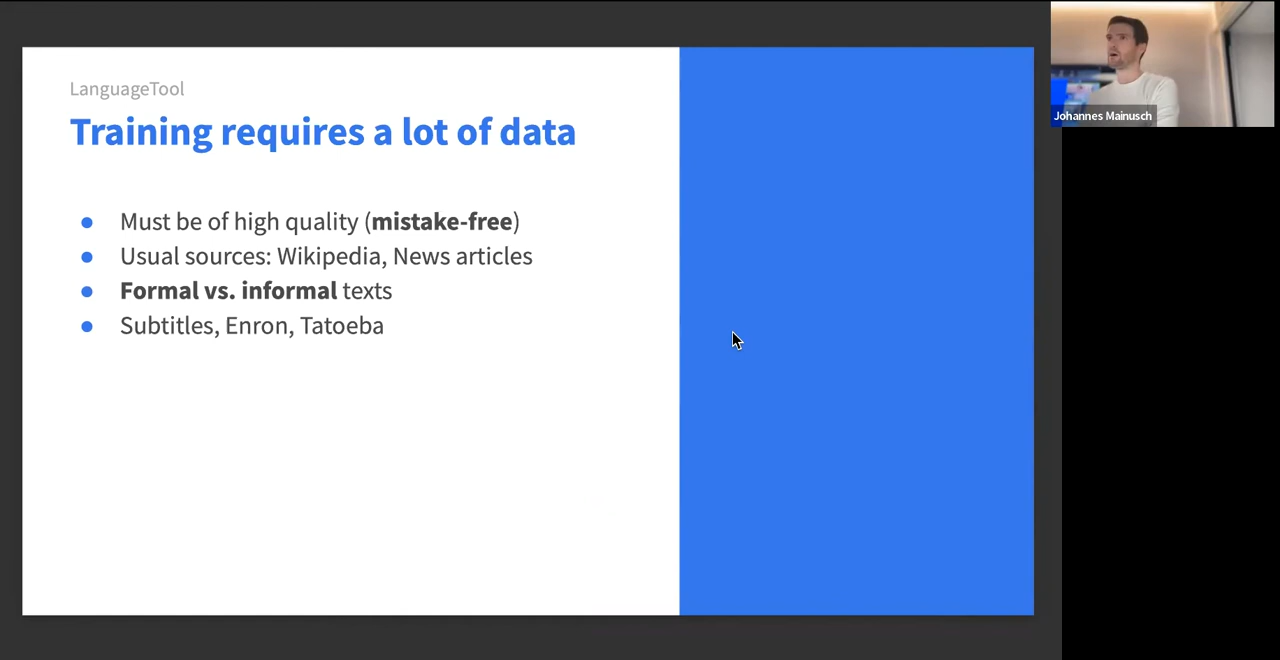 LanguageTool
Training requires a lot of data
Must be of high quality (mistake-free)
Usual sources: Wikipedia, News articles
Formal vs. informal texts
Subtitles, Enron, Tatoeba
Johannes Mainusch